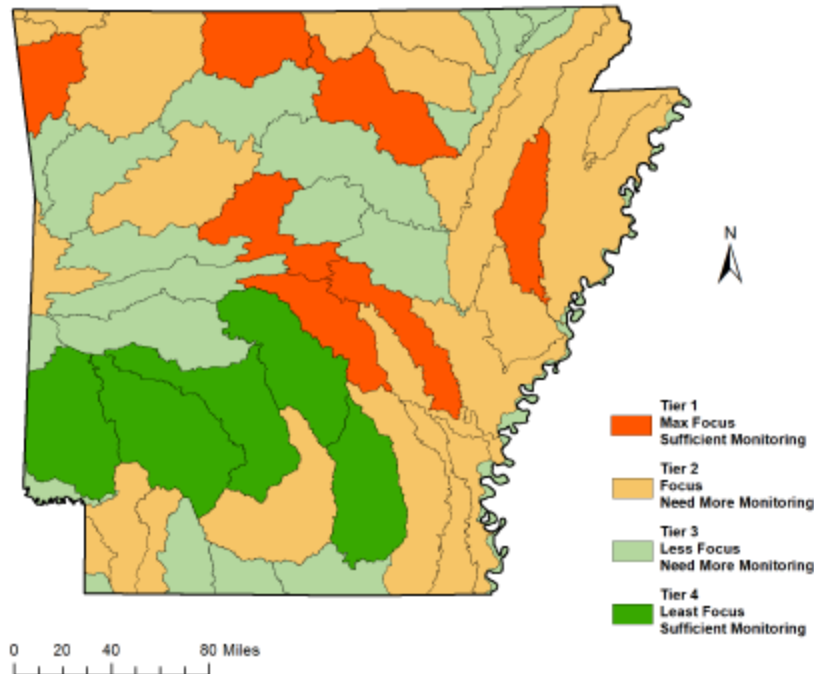 N
Tier 1
Max Focus
Sufficient Monitoring
Tier 2
Focus
Need More Monitoring
Tier 3
Less Focus
Need More Monitoring
Tier 4
Least Focus
Sufficient Monitoring
0 20 40 80 Miles